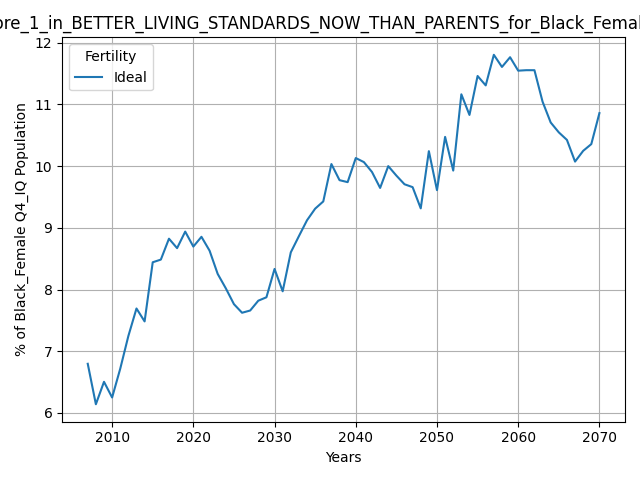 ore_1_in_BETTER_LIVING_STANDARDS_NOW_THAN_PARENTS_for_Black_Femal
Fertility
Ideal
% of Black_Female Q4_IQ Population
12
11
10
9
8
7
6
2010 2020 2030 2040 2050 2060 2070
Years